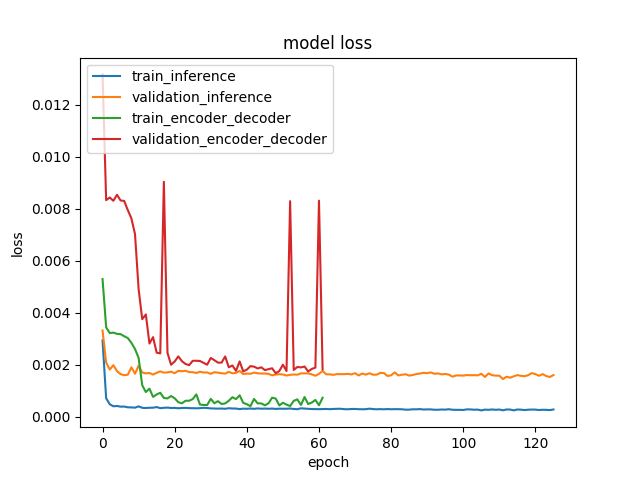 model loss
train_inference
validation_inference
train_encoder_decoder
validation_encoder_decoder
0.012
0.010
0.008
0.006
0.004
0.002
0.000
loss
0 20 40 60 80 100 120
epoch